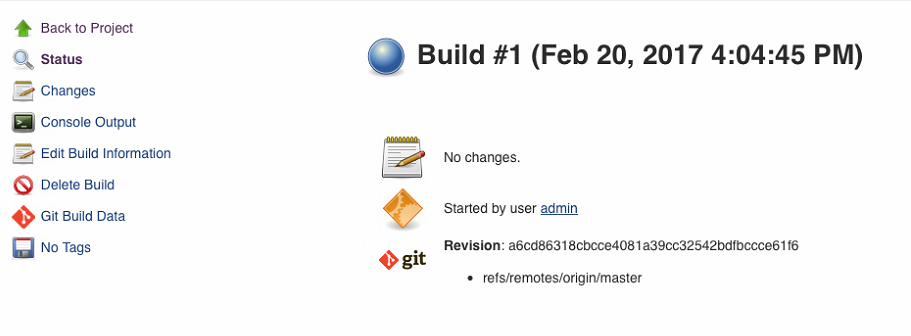 Back to Project
Status
Changes
Console Output
Edit Build Information
Delete Build
Git Build Data
No Tags
Build #1 (Feb 20, 2017 4:04:45 PM)
No changes.
Started by user admin
git
Revision: a6cd86318cbcce4081a39cc32542bdfbccce61f6
refs/remotes/origin/master